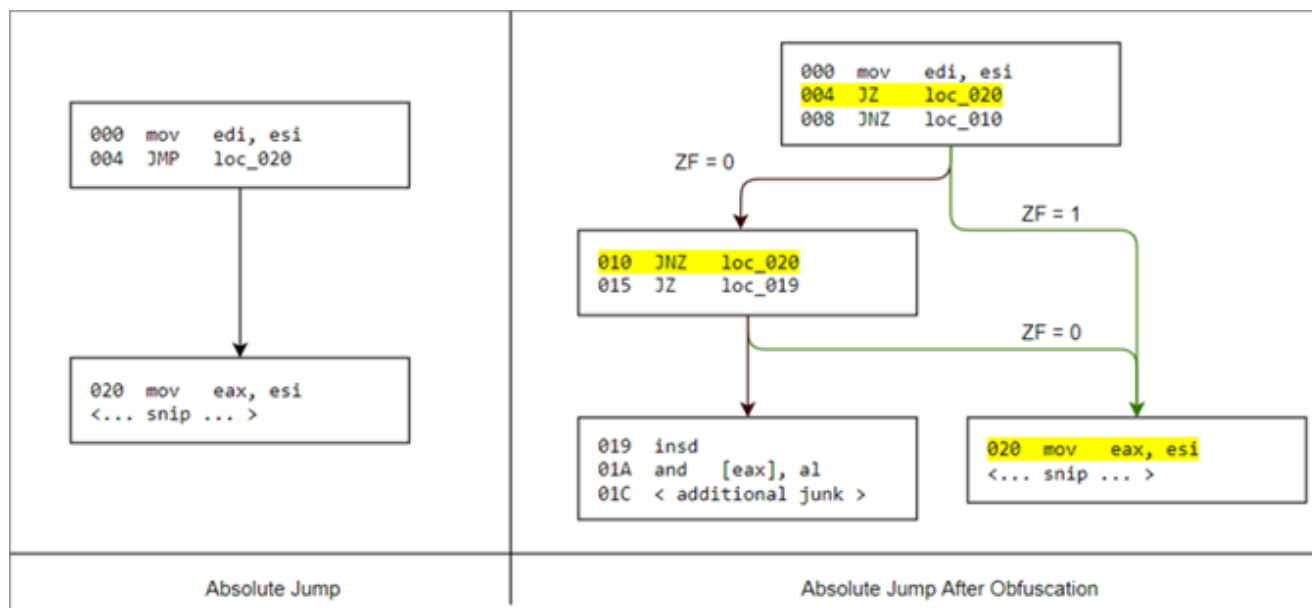 000 mov edi, esi
004 JMP loc_020
020 mov eax, esi
<... snip ... >
Absolute Jump
000 mov edi, esi
004 JZ loc_020
008 JNZ loc_010
ZF = 0
ZF = 1
010 JNZ loc_020
015 JZ loc_019
ZF = 0
019 insd
01A and [eax], al
01C < additional junk >
020 mov eax, esi
<... snip ... >
Absolute Jump After Obfuscation